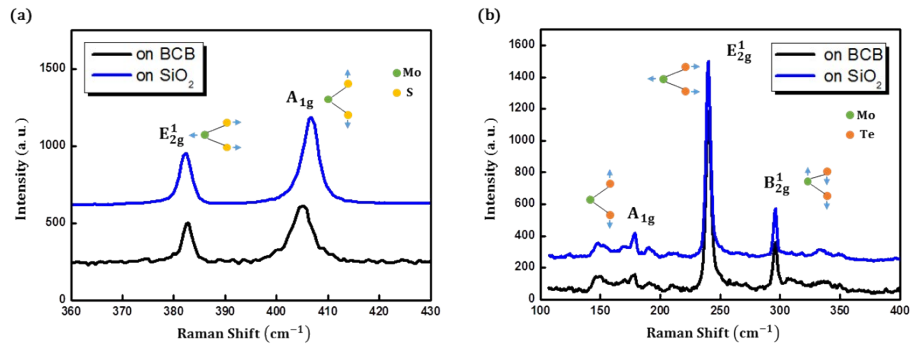 (a)
on BCB
on SiO₂
Mo
S
A₁g
E¹₂g
Intensity (a. u.)
1500
1000
500
0
360 370 380 390 400 410 420 430
Raman Shift (cm⁻¹)
(b)
on BCB
on SiO₂
E¹₂g
Mo
Te
B¹₂g
A₁g
Intensity (a. u.)
1600
1400
1200
1000
800
600
400
200
0
100 150 200 250 300 350 400
Raman Shift (cm⁻¹)